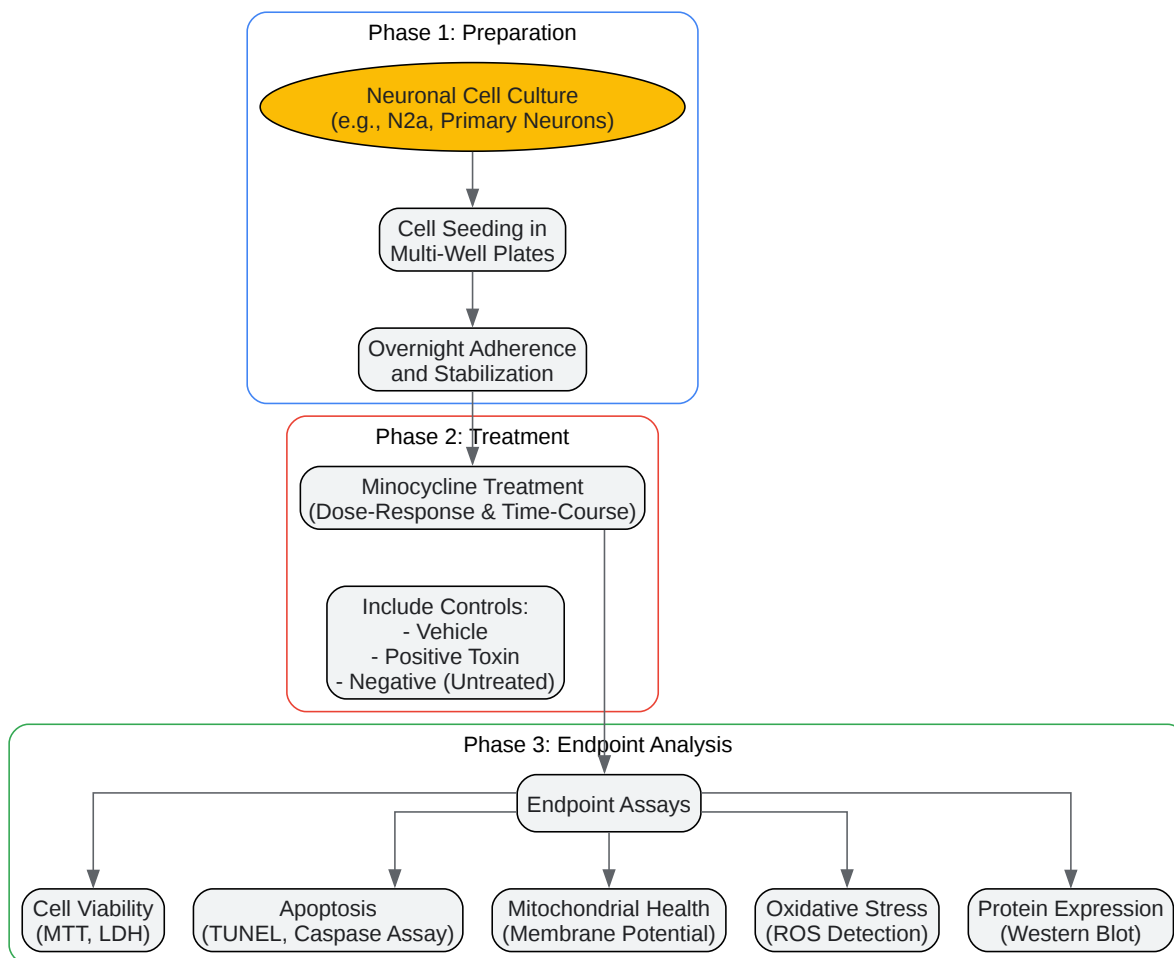 Phase 1: Preparation
Neuronal Cell Culture
(e.g., N2a, Primary Neurons)
Cell Seeding in
Multi-Well Plates
Overnight Adherence
and Stabilization
Phase 2: Treatment
Minocycline Treatment
(Dose-Response & Time-Course)
Include Controls:
- Vehicle
- Positive Toxin
- Negative (Untreated)
Phase 3: Endpoint Analysis
Endpoint Assays
Cell Viability
(MTT, LDH)
Apoptosis
(TUNEL, Caspase Assay)
Mitochondrial Health
(Membrane Potential)
Oxidative Stress
(ROS Detection)
Protein Expression
(Western Blot)